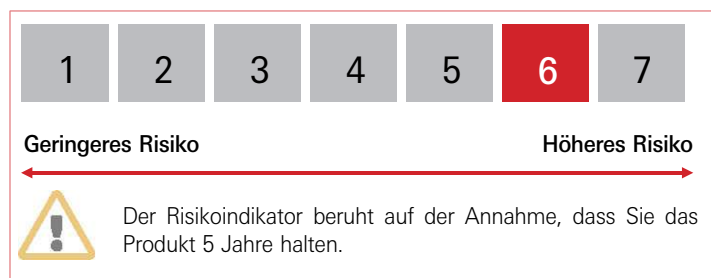 1 2 3 4 5 6 7
Geringeres Risiko Höheres Risiko
Der Risikoindikator beruht auf der Annahme, dass Sie das
Produkt 5 Jahre halten.